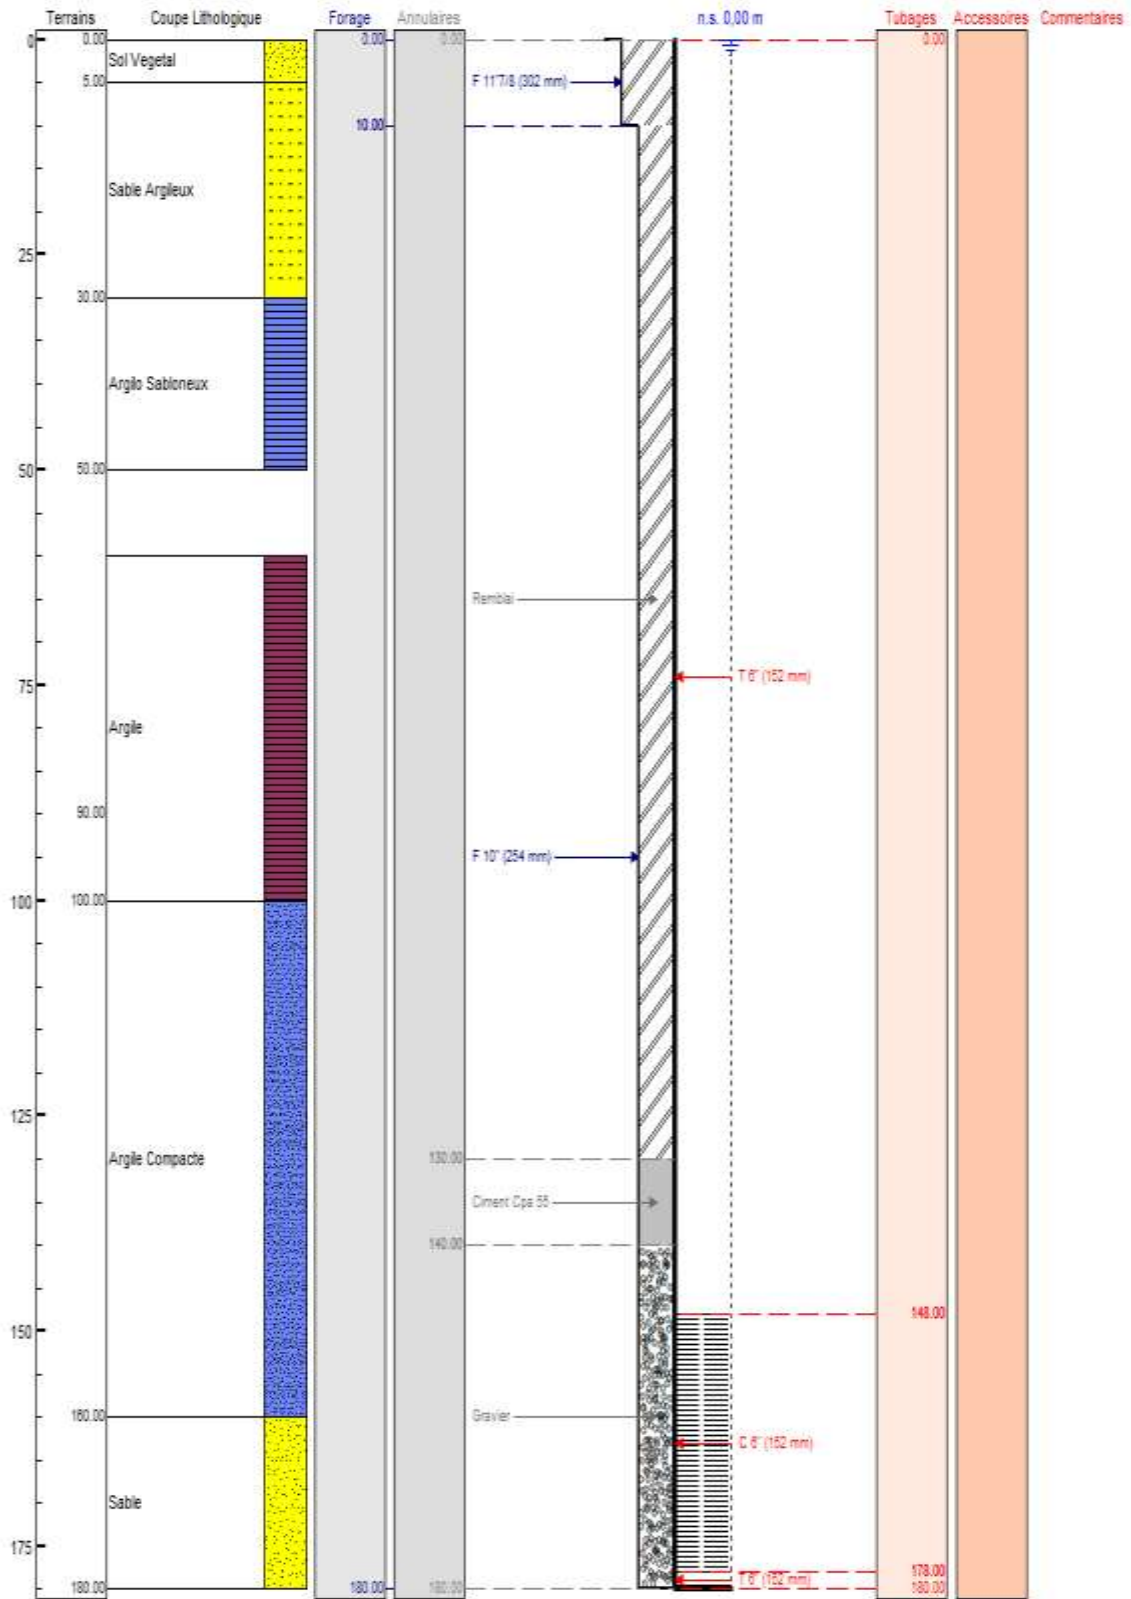 Terrains Coupe Lithologique Forage Annulaires n.s. 0,00 m Tubages Accessoires Commentaires
0 0.00 0.00 0.00 0.00
Sol Vegetal
5.00 F 11"7/8 (302 mm)
10.00
Sable Argileux
25
30.00
Argilo Sabloneux
50 50.00
Remblai
75 T 6" (152 mm)
Argile
90.00
F 10" (254 mm)
100 100.00
125
Argile Compacte 130.00
Ciment Cpa 55
140.00
148.00
150
160.00 Gravier
C 6" (152 mm)
Sable
175
178.00
T 6" (152 mm)
180.00 180.00 180.00 180.00